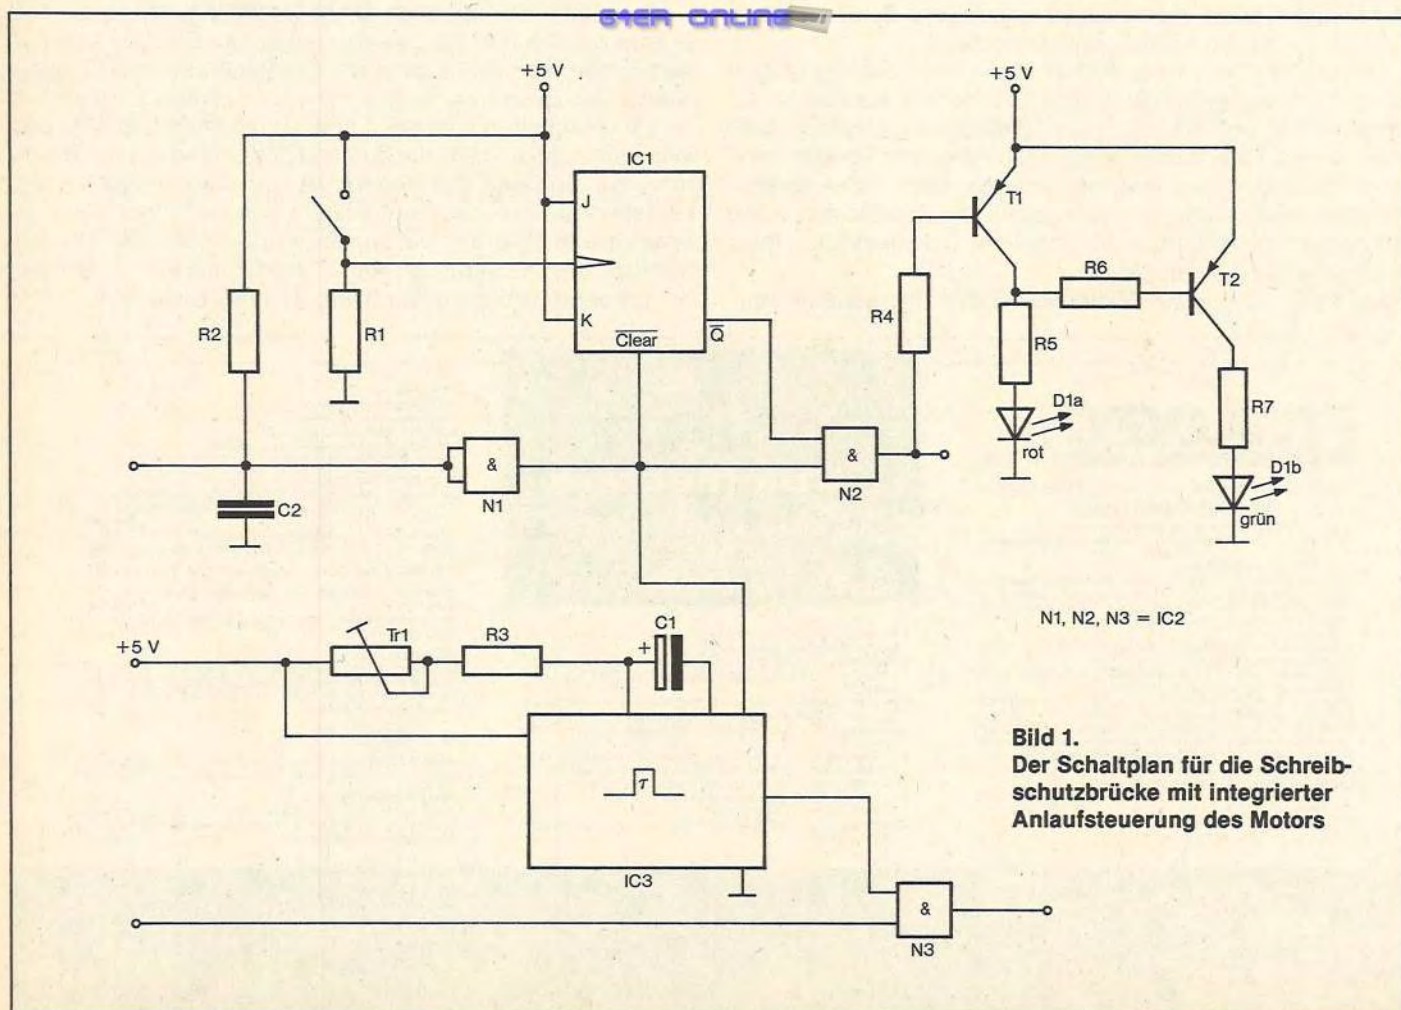 64ER ONLINE
+5 V
+5 V
IC1
J
T1
R6
T2
K
Clear
Q
R2
R1
R4
R5
R7
D1a
rot
&
N1
&
N2
D1b
grün
C2
N1, N2, N3 = IC2
+5 V
Tr1
R3
+
C1
τ
IC3
&
N3
Bild 1.
Der Schaltplan für die Schreib-
schutzbrücke mit integrierter
Anlaufsteuerung des Motors